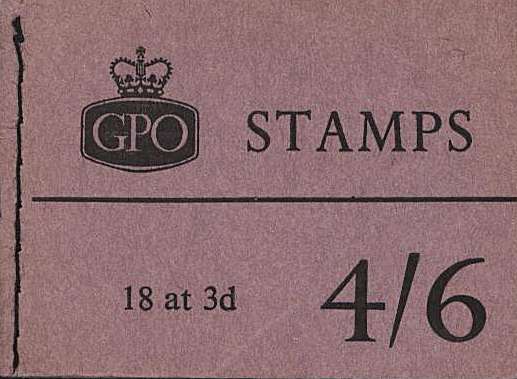 GPO STAMPS
18 at 3d 4/6